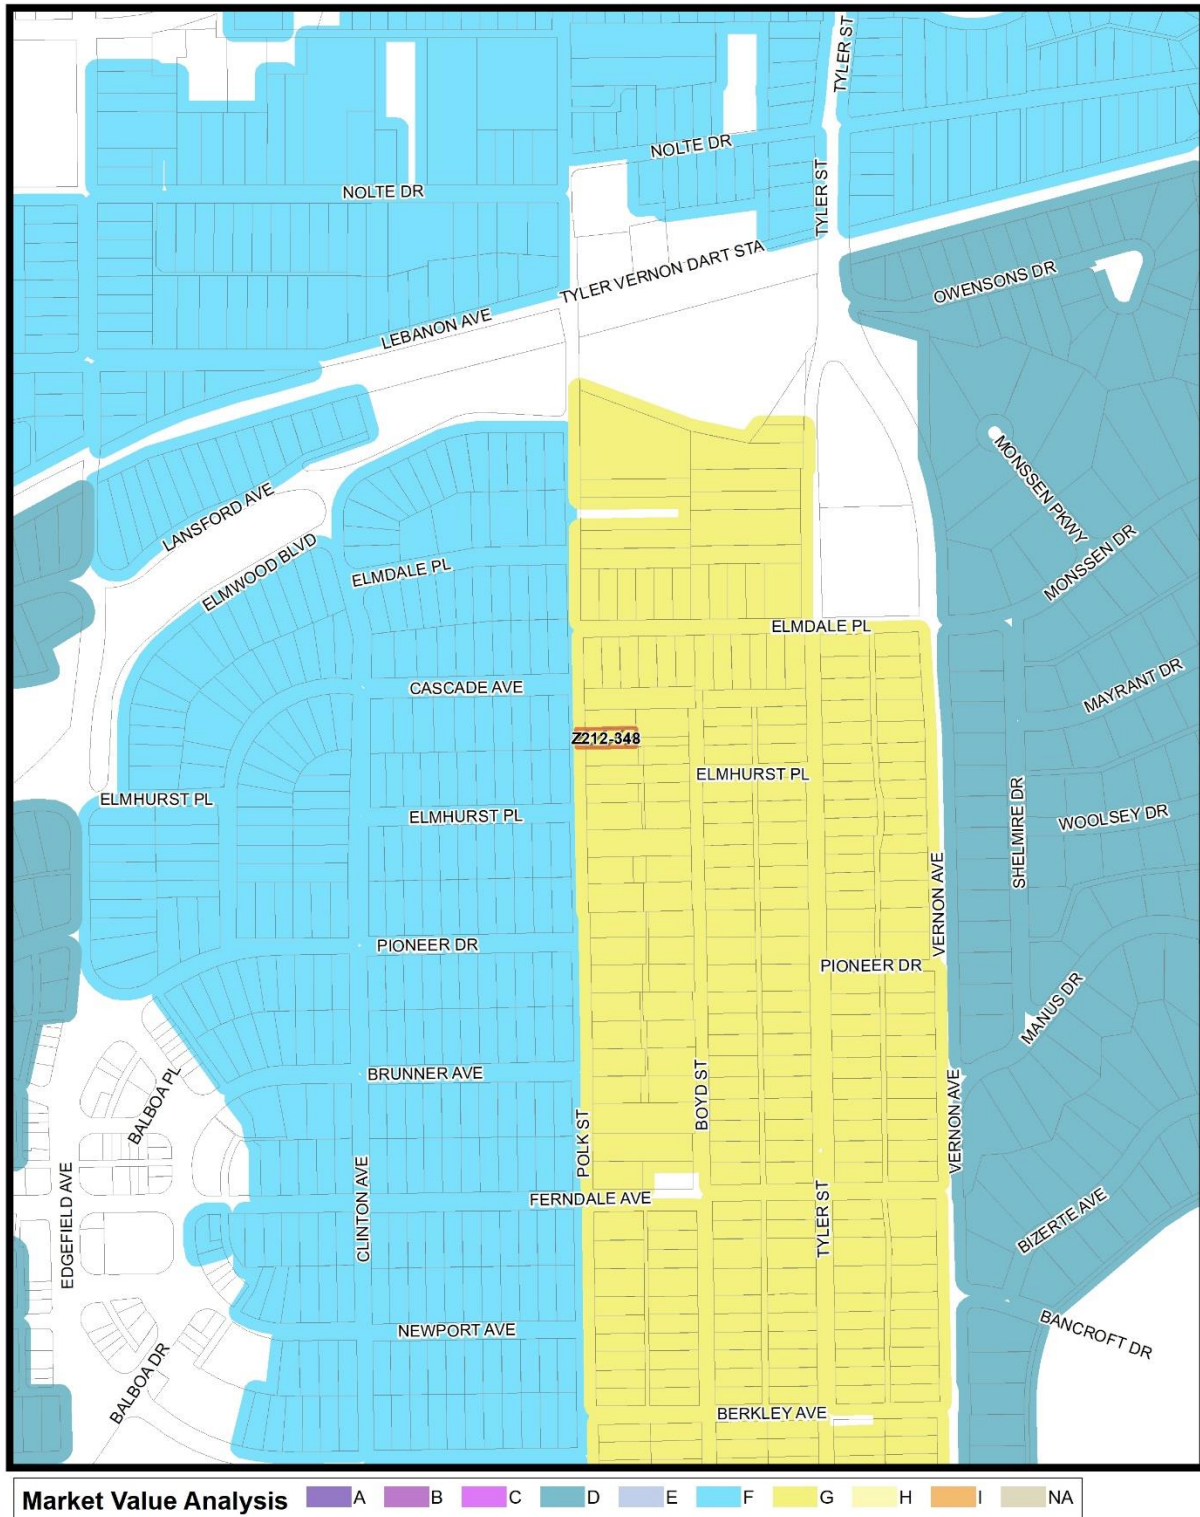 TYLER ST
NOLTE DR
NOLTE DR
TYLER ST
TYLER VERNON DART STA
OWENSONS DR
LEBANON AVE
MONSSEN PKWY
LANSFORD AVE
ELMWOOD BLVD
ELMDALE PL
MONSSEN DR
ELMDALE PL
CASCADE AVE
MAYRANT DR
Z212-348
ELMHURST PL
ELMHURST PL
ELMHURST PL
SHELMIRE DR
WOOLSEY DR
VERNON AVE
PIONEER DR
PIONEER DR
MANUS DR
BRUNNER AVE
BALBOA PL
BOYD ST
POLK ST
VERNON AVE
EDGEFIELD AVE
CLINTON AVE
FERNDALE AVE
TYLER ST
BIZERTE AVE
NEWPORT AVE
BANCROFT DR
BALBOA DR
BERKLEY AVE
Market Value Analysis A B C D E F G H I NA